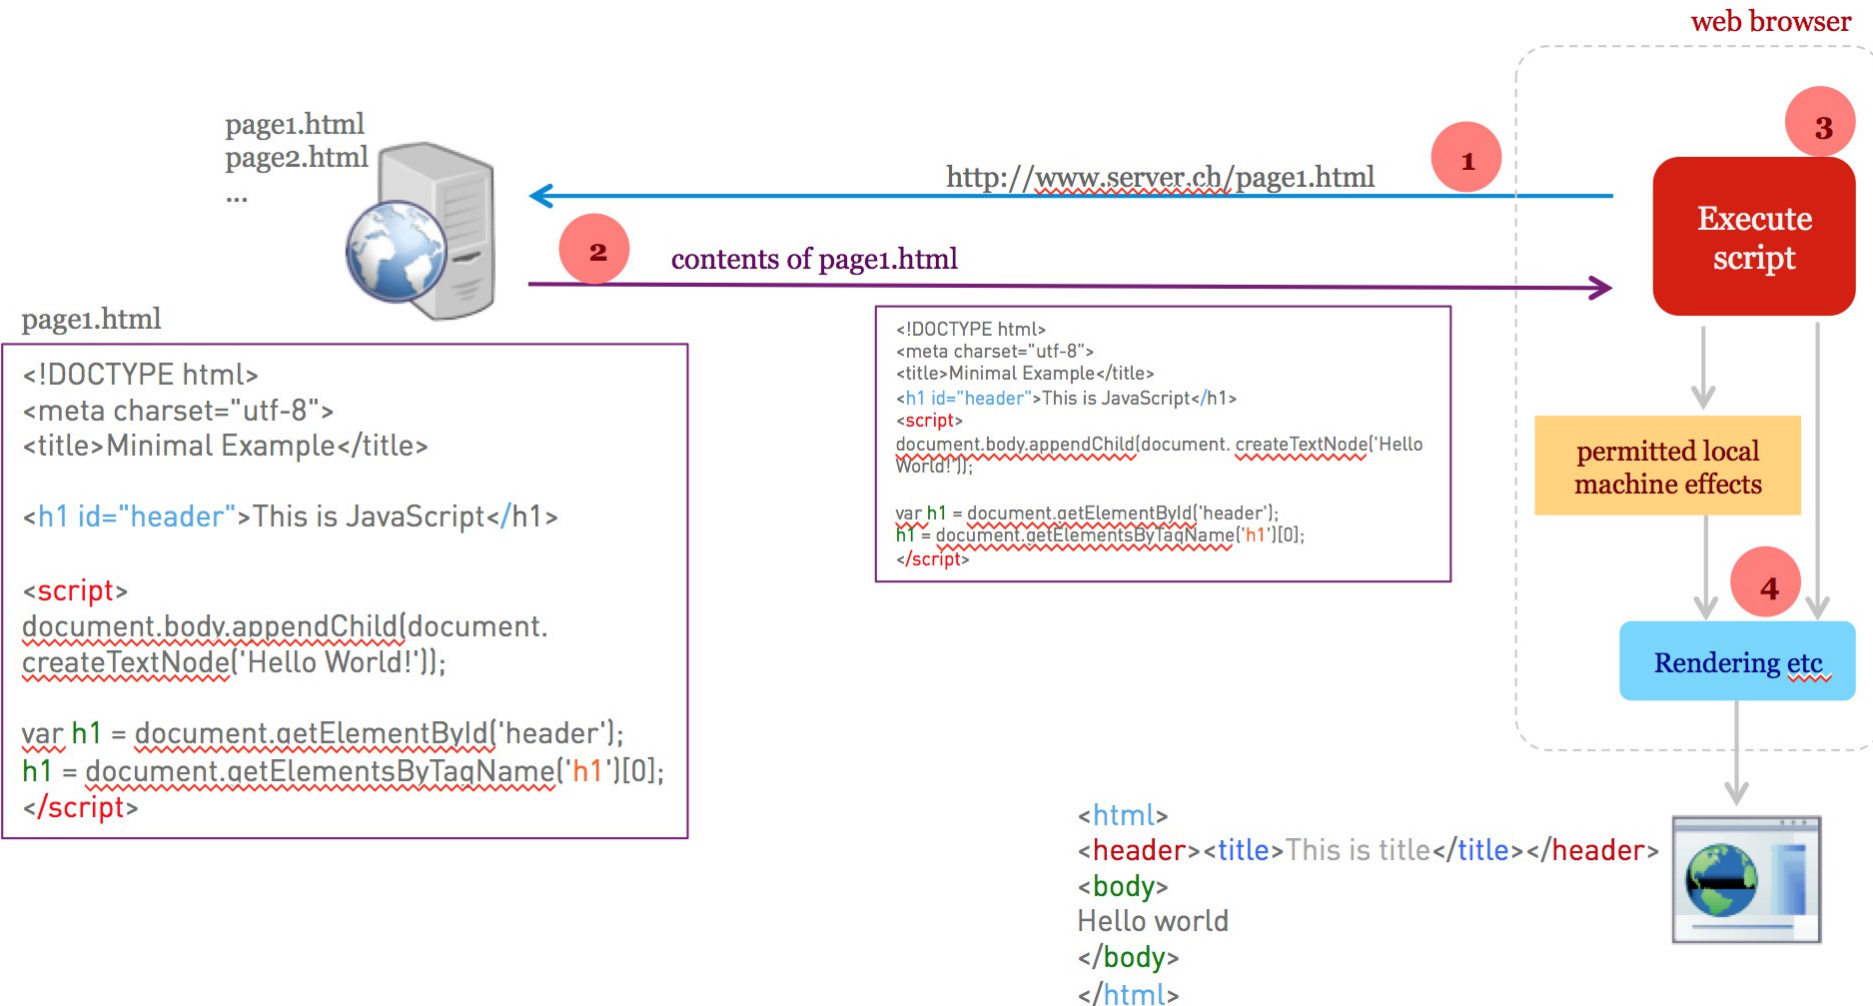 web browser
page1.html
page2.html
...
http://www.server.ch/page1.html
1
3
Execute
script
2
contents of page1.html
page1.html
<!DOCTYPE html>
<meta charset="utf-8">
<title>Minimal Example</title>
<h1 id="header">This is JavaScript</h1>
<script>
document.body.appendChild(document.
createTextNode('Hello World!'));
var h1 = document.getElementById('header');
h1 = document.getElementsByTagName('h1')[0];
</script>
<!DOCTYPE html>
<meta charset="utf-8">
<title>Minimal Example</title>
<h1 id="header">This is JavaScript</h1>
<script>
document.body.appendChild(document. createTextNode('Hello
World!'));
var h1 = document.getElementById('header');
h1 = document.getElementsByTagName('h1')[0];
</script>
permitted local
machine effects
4
Rendering etc
<html>
<header><title>This is title</title></header>
<body>
Hello world
</body>
</html>